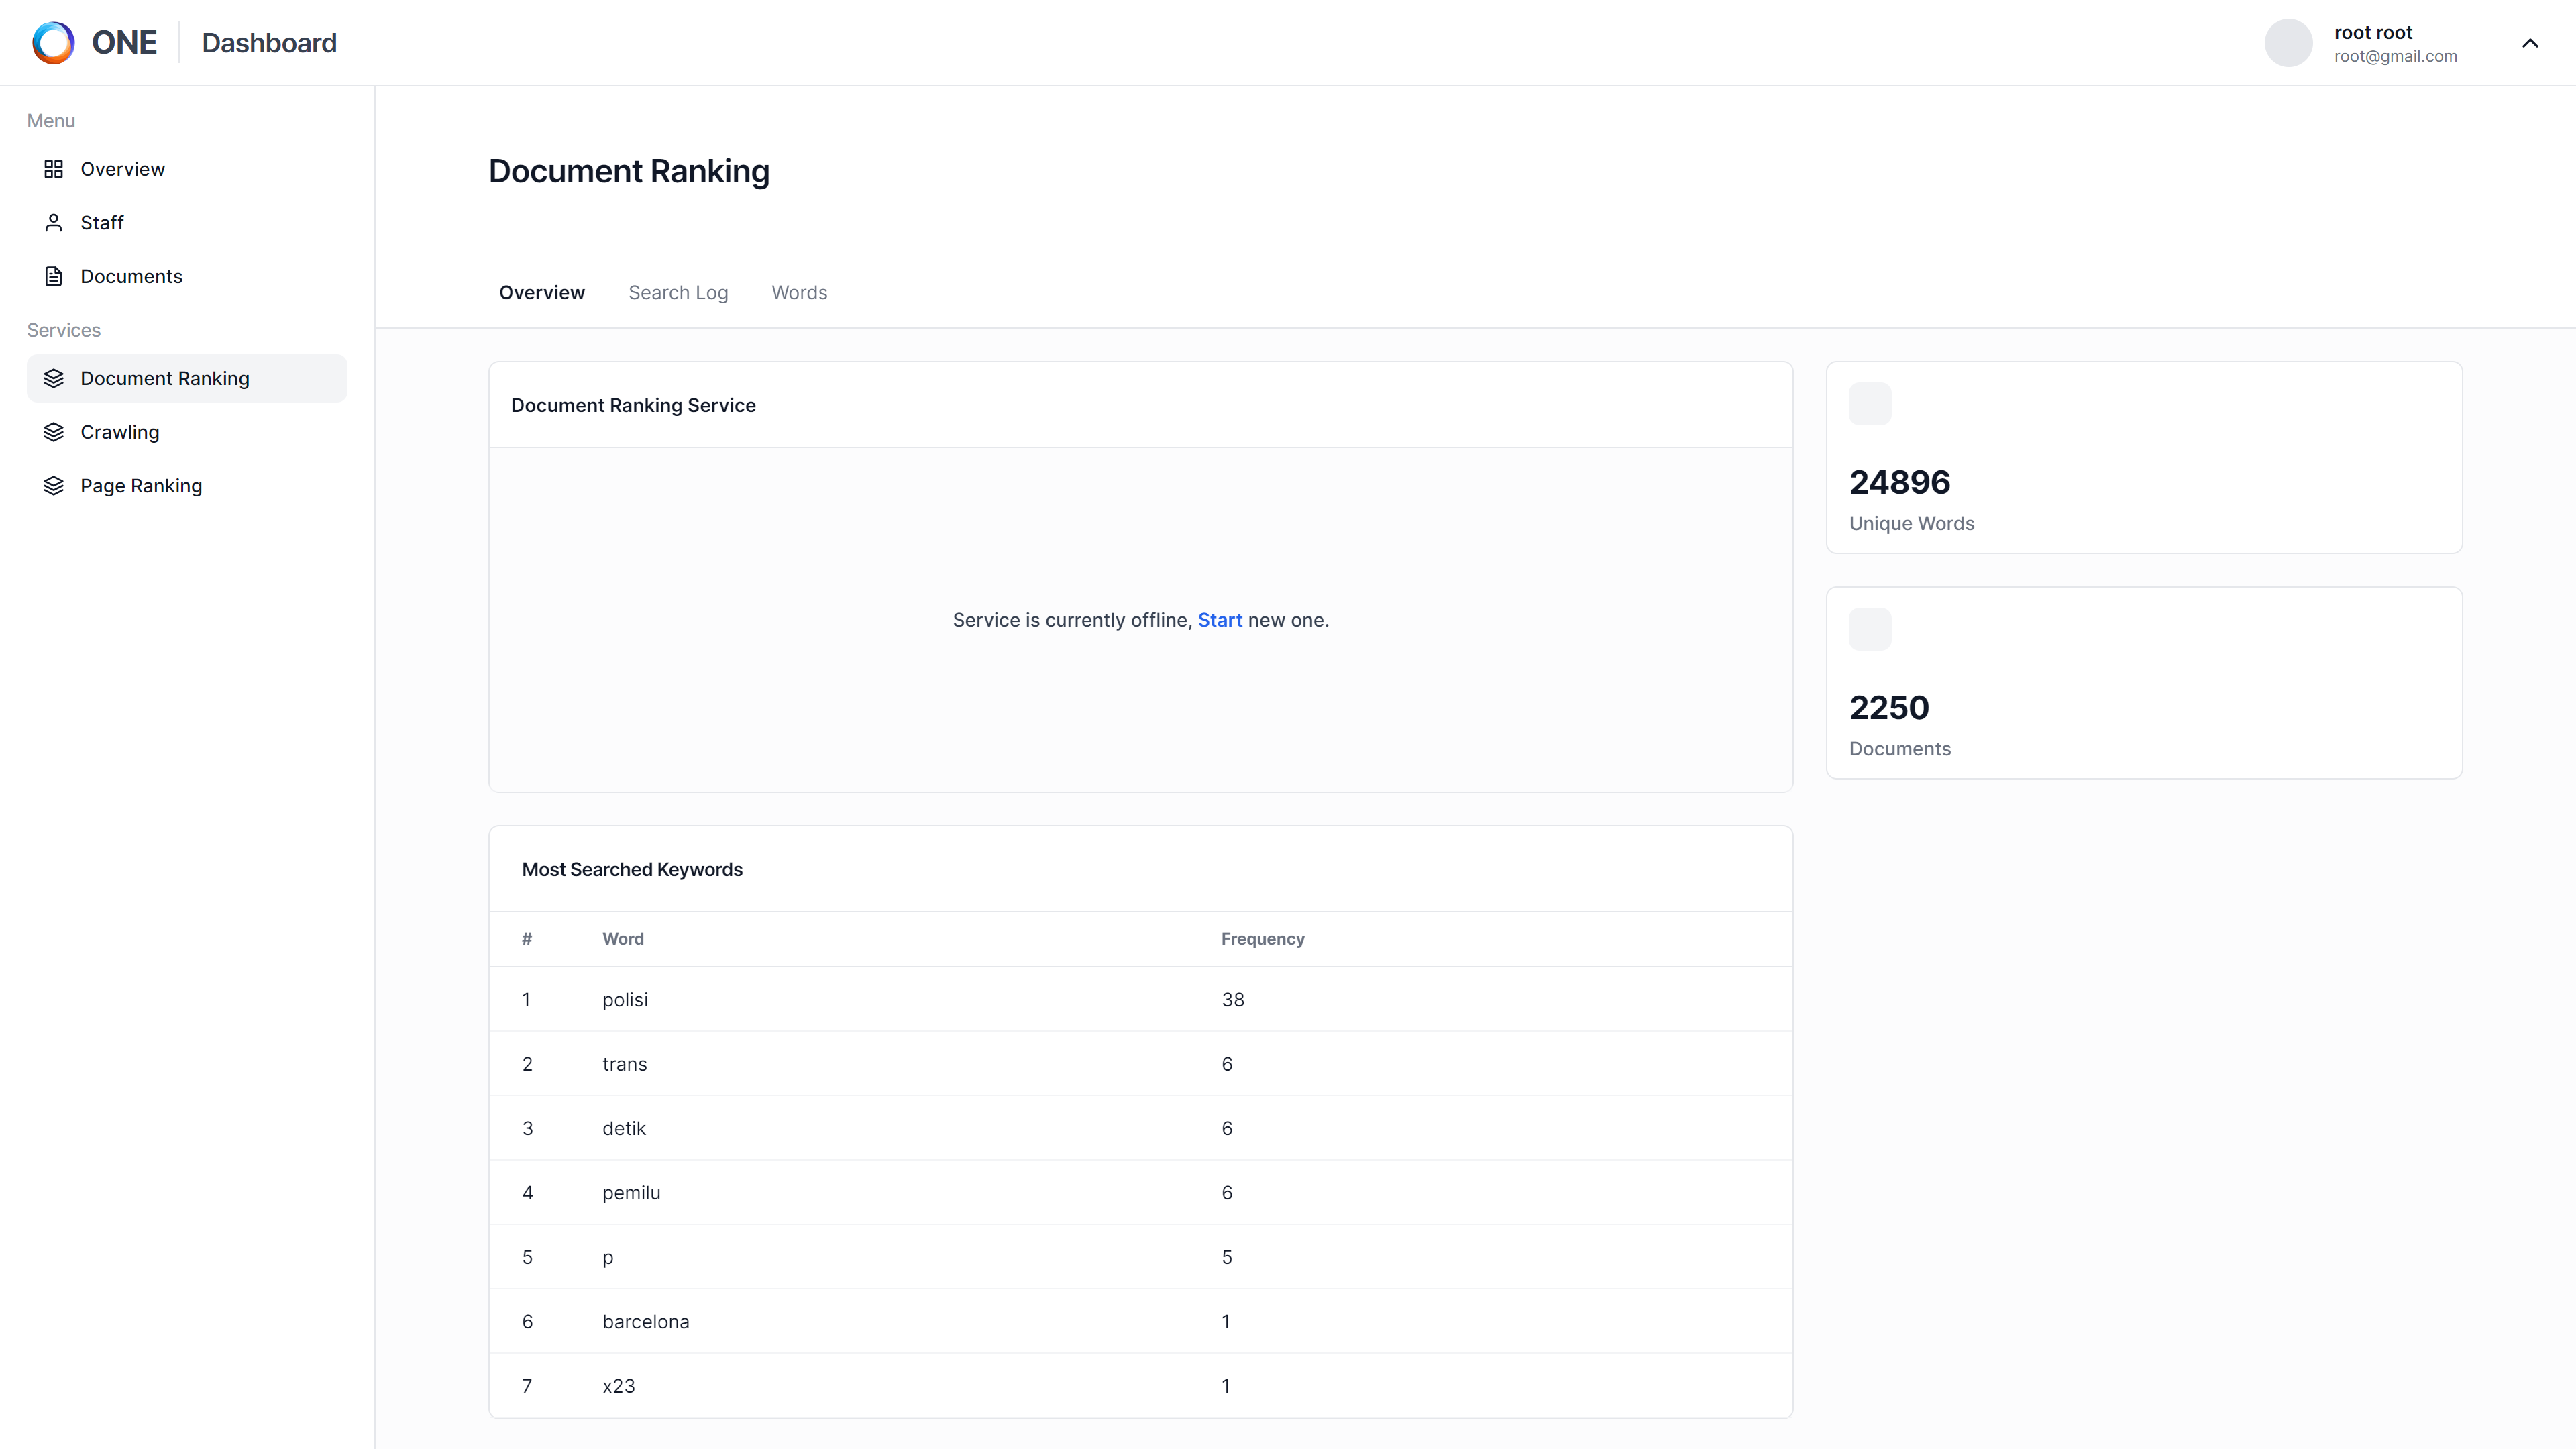 ONE Dashboard
root root
root@gmail.com
Menu
Overview
Staff
Documents
Services
Document Ranking
Crawling
Page Ranking
Document Ranking
Overview Search Log Words
Document Ranking Service
Service is currently offline, Start new one.
24896
Unique Words
2250
Documents
Most Searched Keywords
# Word Frequency
1 polisi 38
2 trans 6
3 detik 6
4 pemilu 6
5 p 5
6 barcelona 1
7 x23 1